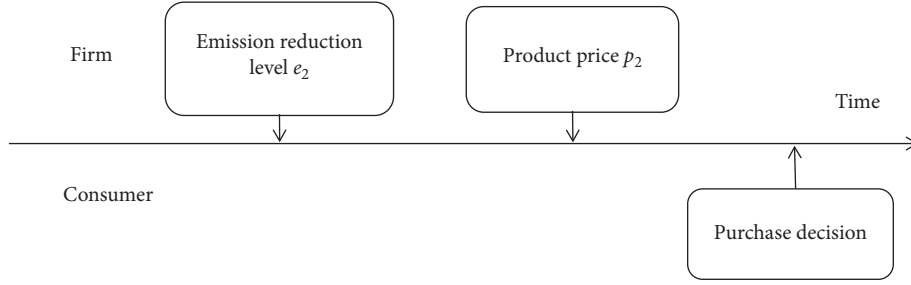 Firm
Emission reduction
level e₂
Product price p₂
Time
Consumer
Purchase decision